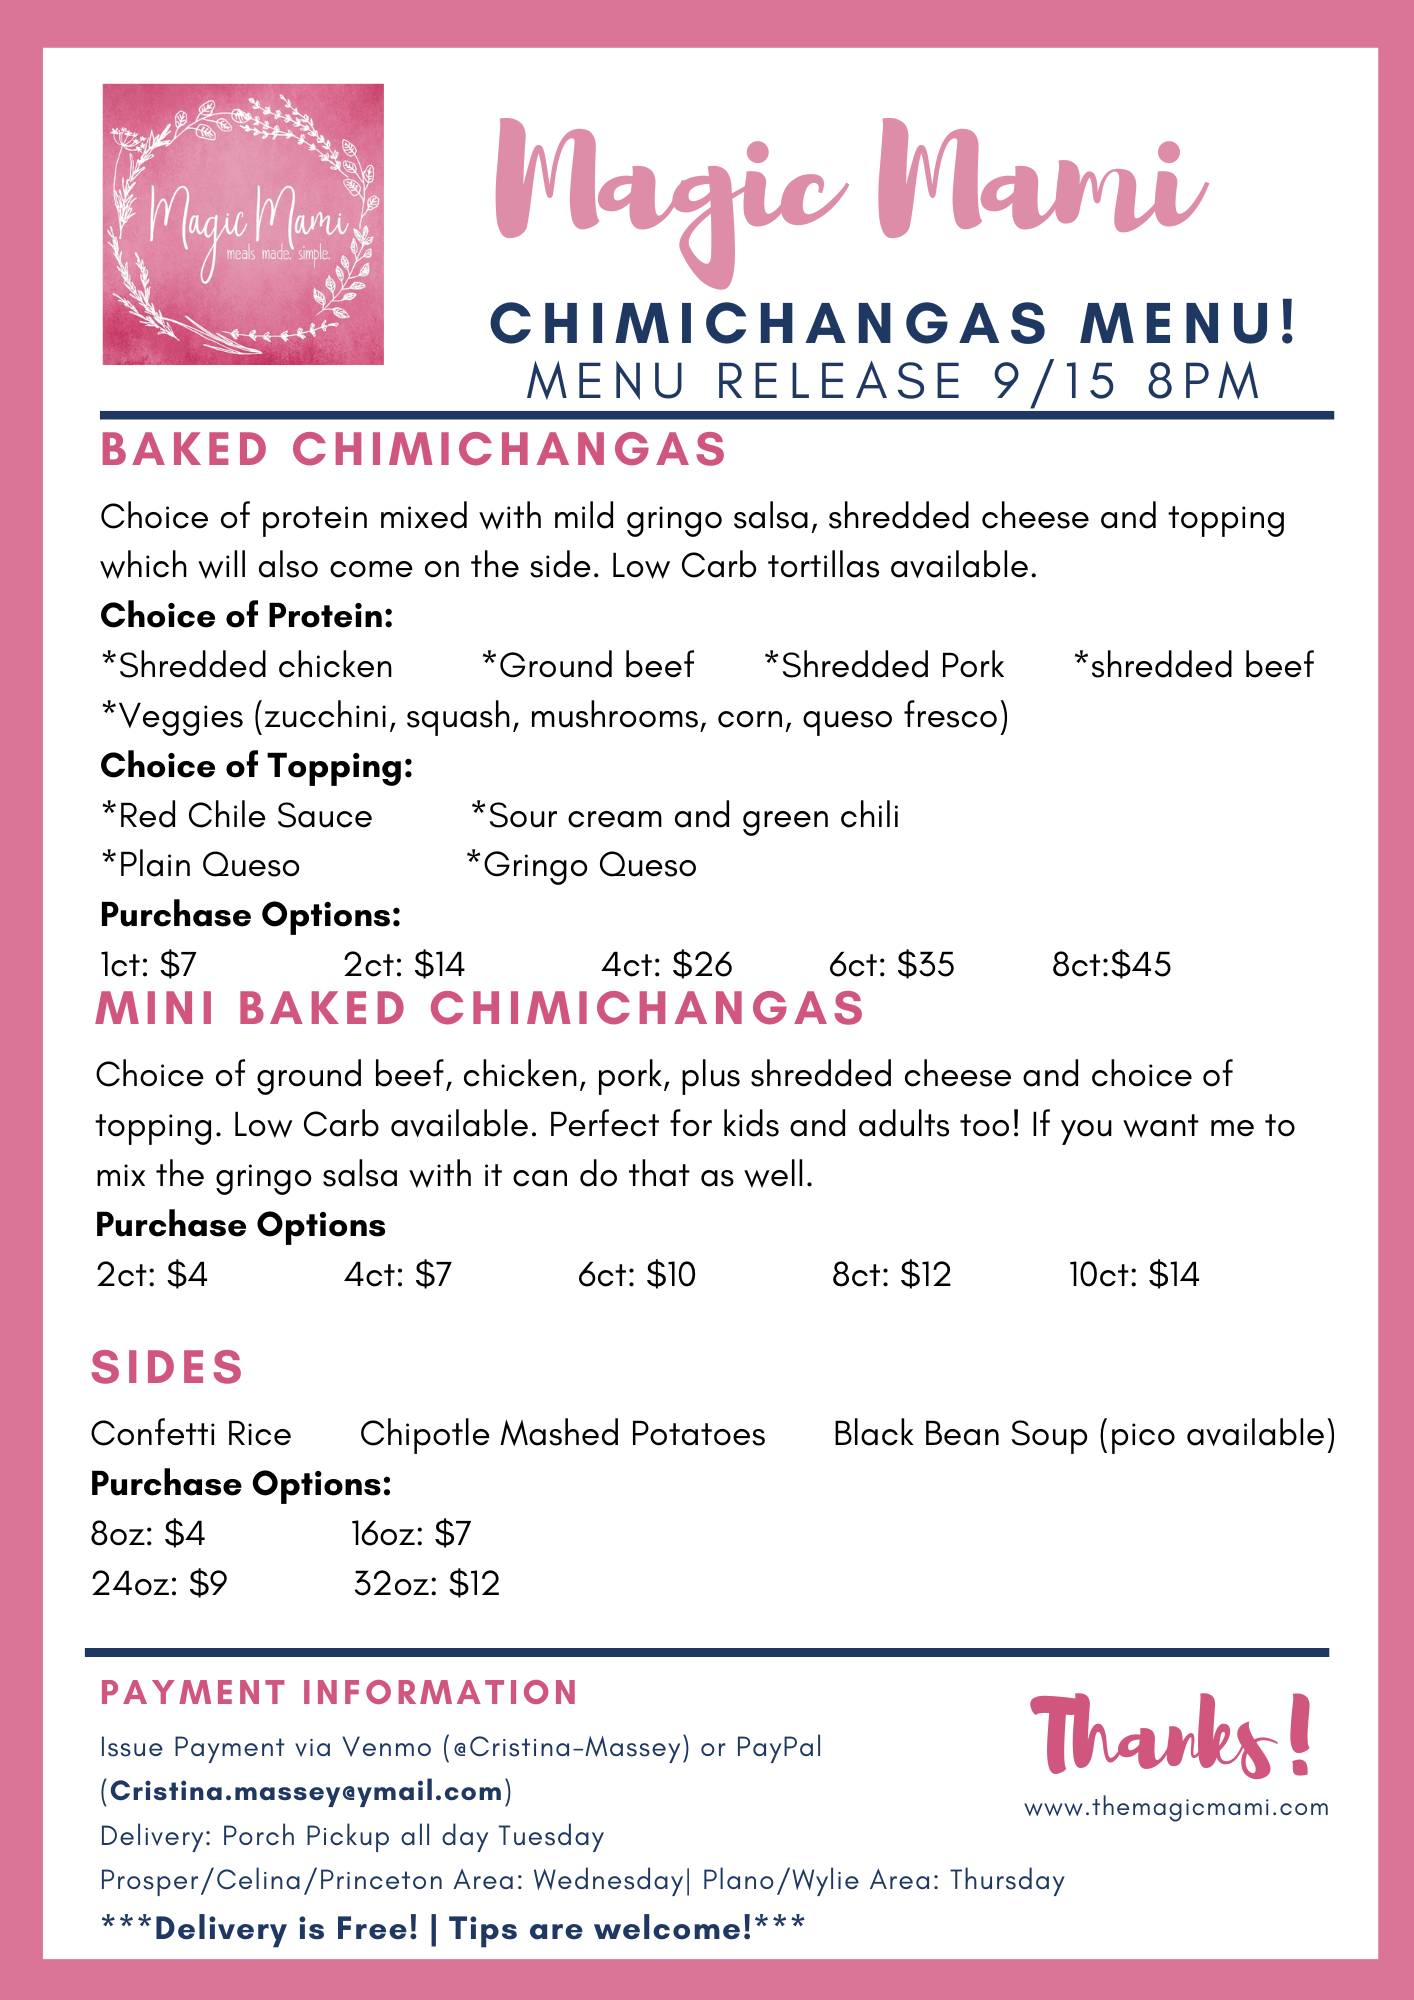 Magic Mami
meals made. simple.
Magic Mami
CHIMICHANGAS MENU!
MENU RELEASE 9/15 8PM
BAKED CHIMICHANGAS
Choice of protein mixed with mild gringo salsa, shredded cheese and topping
which will also come on the side. Low Carb tortillas available.
Choice of Protein:
*Shredded chicken *Ground beef *Shredded Pork *shredded beef
*Veggies (zucchini, squash, mushrooms, corn, queso fresco)
Choice of Topping:
*Red Chile Sauce *Sour cream and green chili
*Plain Queso *Gringo Queso
Purchase Options:
1ct: $7 2ct: $14 4ct: $26 6ct: $35 8ct:$45
MINI BAKED CHIMICHANGAS
Choice of ground beef, chicken, pork, plus shredded cheese and choice of
topping. Low Carb available. Perfect for kids and adults too! If you want me to
mix the gringo salsa with it can do that as well.
Purchase Options
2ct: $4 4ct: $7 6ct: $10 8ct: $12 10ct: $14
SIDES
Confetti Rice Chipotle Mashed Potatoes Black Bean Soup (pico available)
Purchase Options:
8oz: $4 16oz: $7
24oz: $9 32oz: $12
PAYMENT INFORMATION
Issue Payment via Venmo (@Cristina-Massey) or PayPal
(Cristina.massey@ymail.com)
Delivery: Porch Pickup all day Tuesday
Prosper/Celina/Princeton Area: Wednesday| Plano/Wylie Area: Thursday
***Delivery is Free! | Tips are welcome!***
Thanks!
www.themagicmami.com